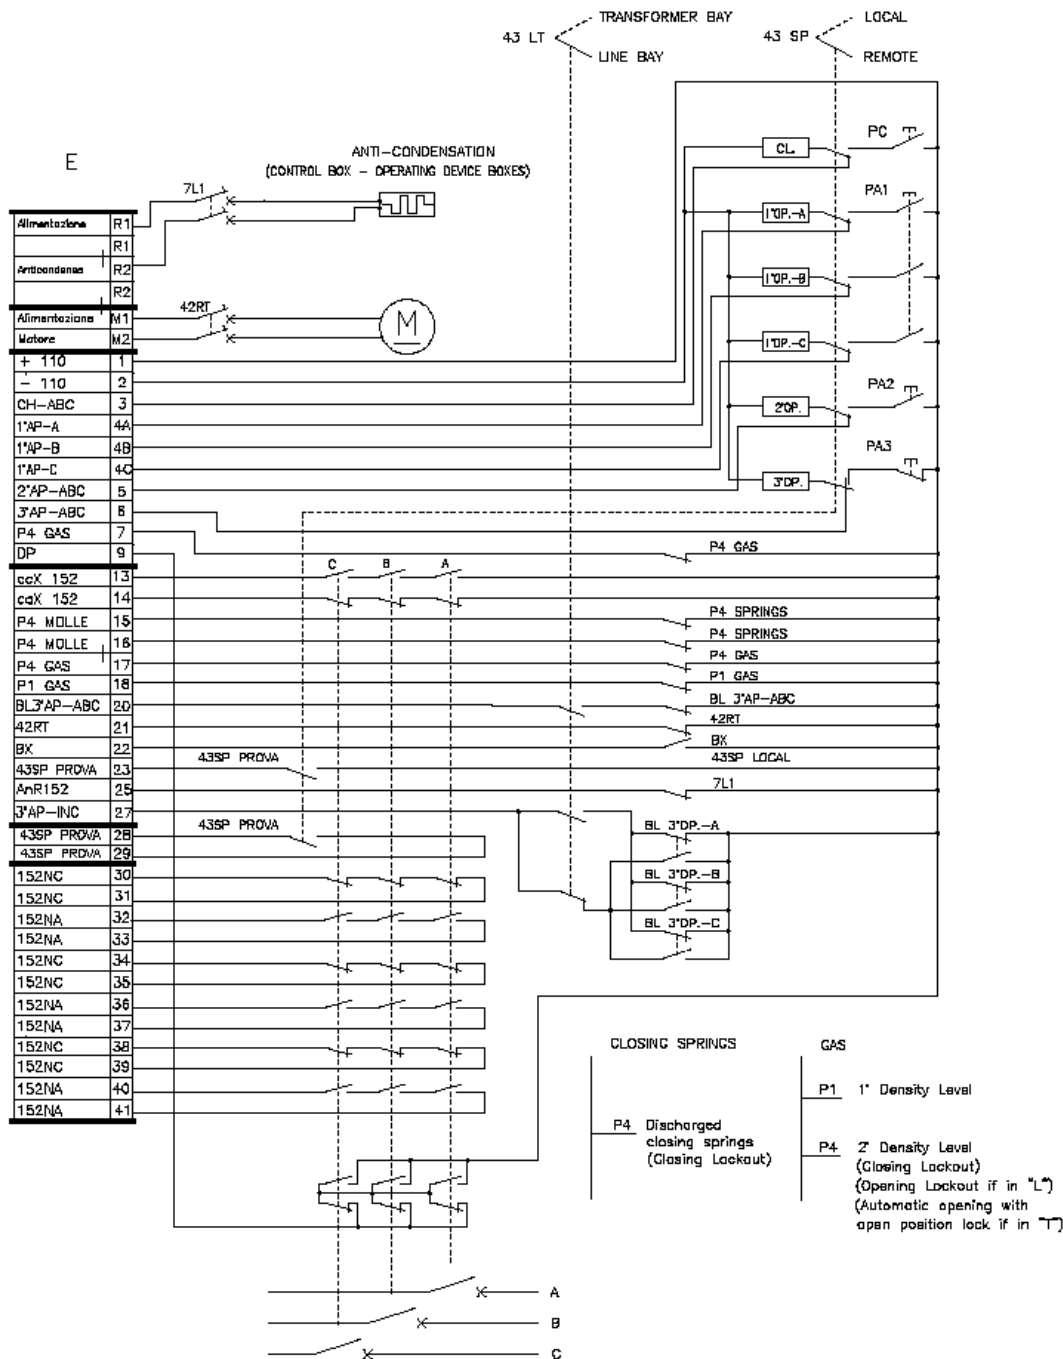 TRANSFORMER BAY
43 LT
LINE BAY
LOCAL
43 SP
REMOTE
E
ANTI-CONDENSATION
(CONTROL BOX - OPERATING DEVICE BOXES)
7L1
42RT
M
PC
CL.
PA1
1°OP.-A
1°OP.-B
1°OP.-C
PA2
2°OP.
PA3
3°OP.
Alimentazione R1
R1
Anticondensa R2
R2
Alimentazione M1
Motore M2
+ 110 1
- 110 2
CH-ABC 3
1°AP-A 4A
1°AP-B 4B
1°AP-C 4C
2°AP-ABC 5
3°AP-ABC 6
P4 GAS 7
DP 9
ccX 152 13
caX 152 14
P4 MOLLE 15
P4 MOLLE 16
P4 GAS 17
P1 GAS 18
BL3°AP-ABC 20
42RT 21
BX 22
43SP PROVA 23
AnR152 25
3°AP-INC 27
43SP PROVA 28
43SP PROVA 29
152NC 30
152NC 31
152NA 32
152NA 33
152NC 34
152NC 35
152NA 36
152NA 37
152NC 38
152NC 39
152NA 40
152NA 41
C B A
P4 GAS
P4 SPRINGS
P4 SPRINGS
P4 GAS
P1 GAS
BL 3°AP-ABC
42RT
BX
43SP PROVA
43SP LOCAL
7L1
43SP PROVA
BL 3°OP.-A
BL 3°OP.-B
BL 3°OP.-C
CLOSING SPRINGS
P4 Discharged
closing springs
(Closing Lockout)
GAS
P1 1° Density Level
P4 2° Density Level
(Closing Lockout)
(Opening Lockout if in "L")
(Automatic opening with
open position lock if in "T")
A
B
C